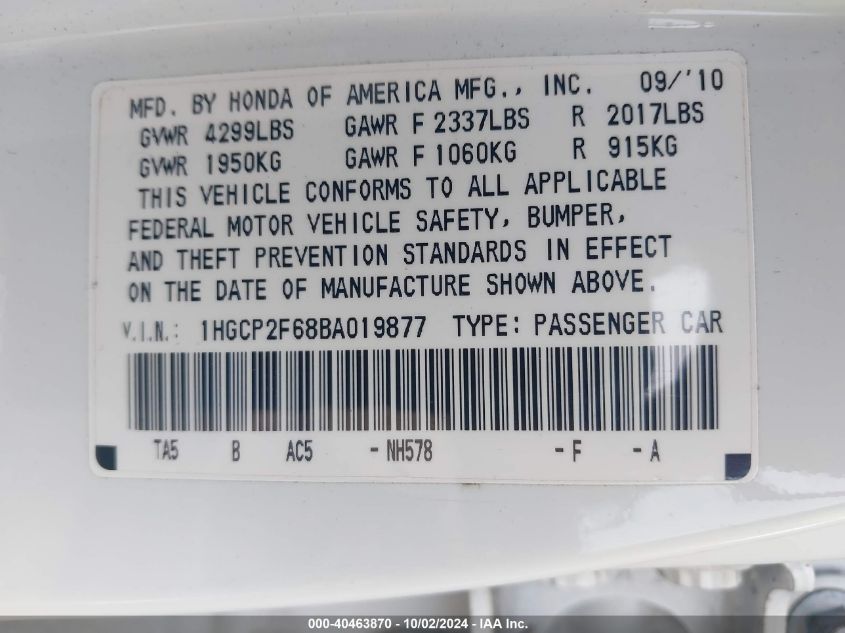 MFD. BY HONDA OF AMERICA MFG., INC. 09/'10
GVWR 4299LBS GAWR F 2337LBS R 2017LBS
GVWR 1950KG GAWR F 1060KG R 915KG
THIS VEHICLE CONFORMS TO ALL APPLICABLE
FEDERAL MOTOR VEHICLE SAFETY, BUMPER,
AND THEFT PREVENTION STANDARDS IN EFFECT
ON THE DATE OF MANUFACTURE SHOWN ABOVE.
V.I.N.: 1HGCP2F68BA019877 TYPE: PASSENGER CAR
TA5 B AC5 - NH578 - F - A
000-40463870 - 10/02/2024 - IAA Inc.